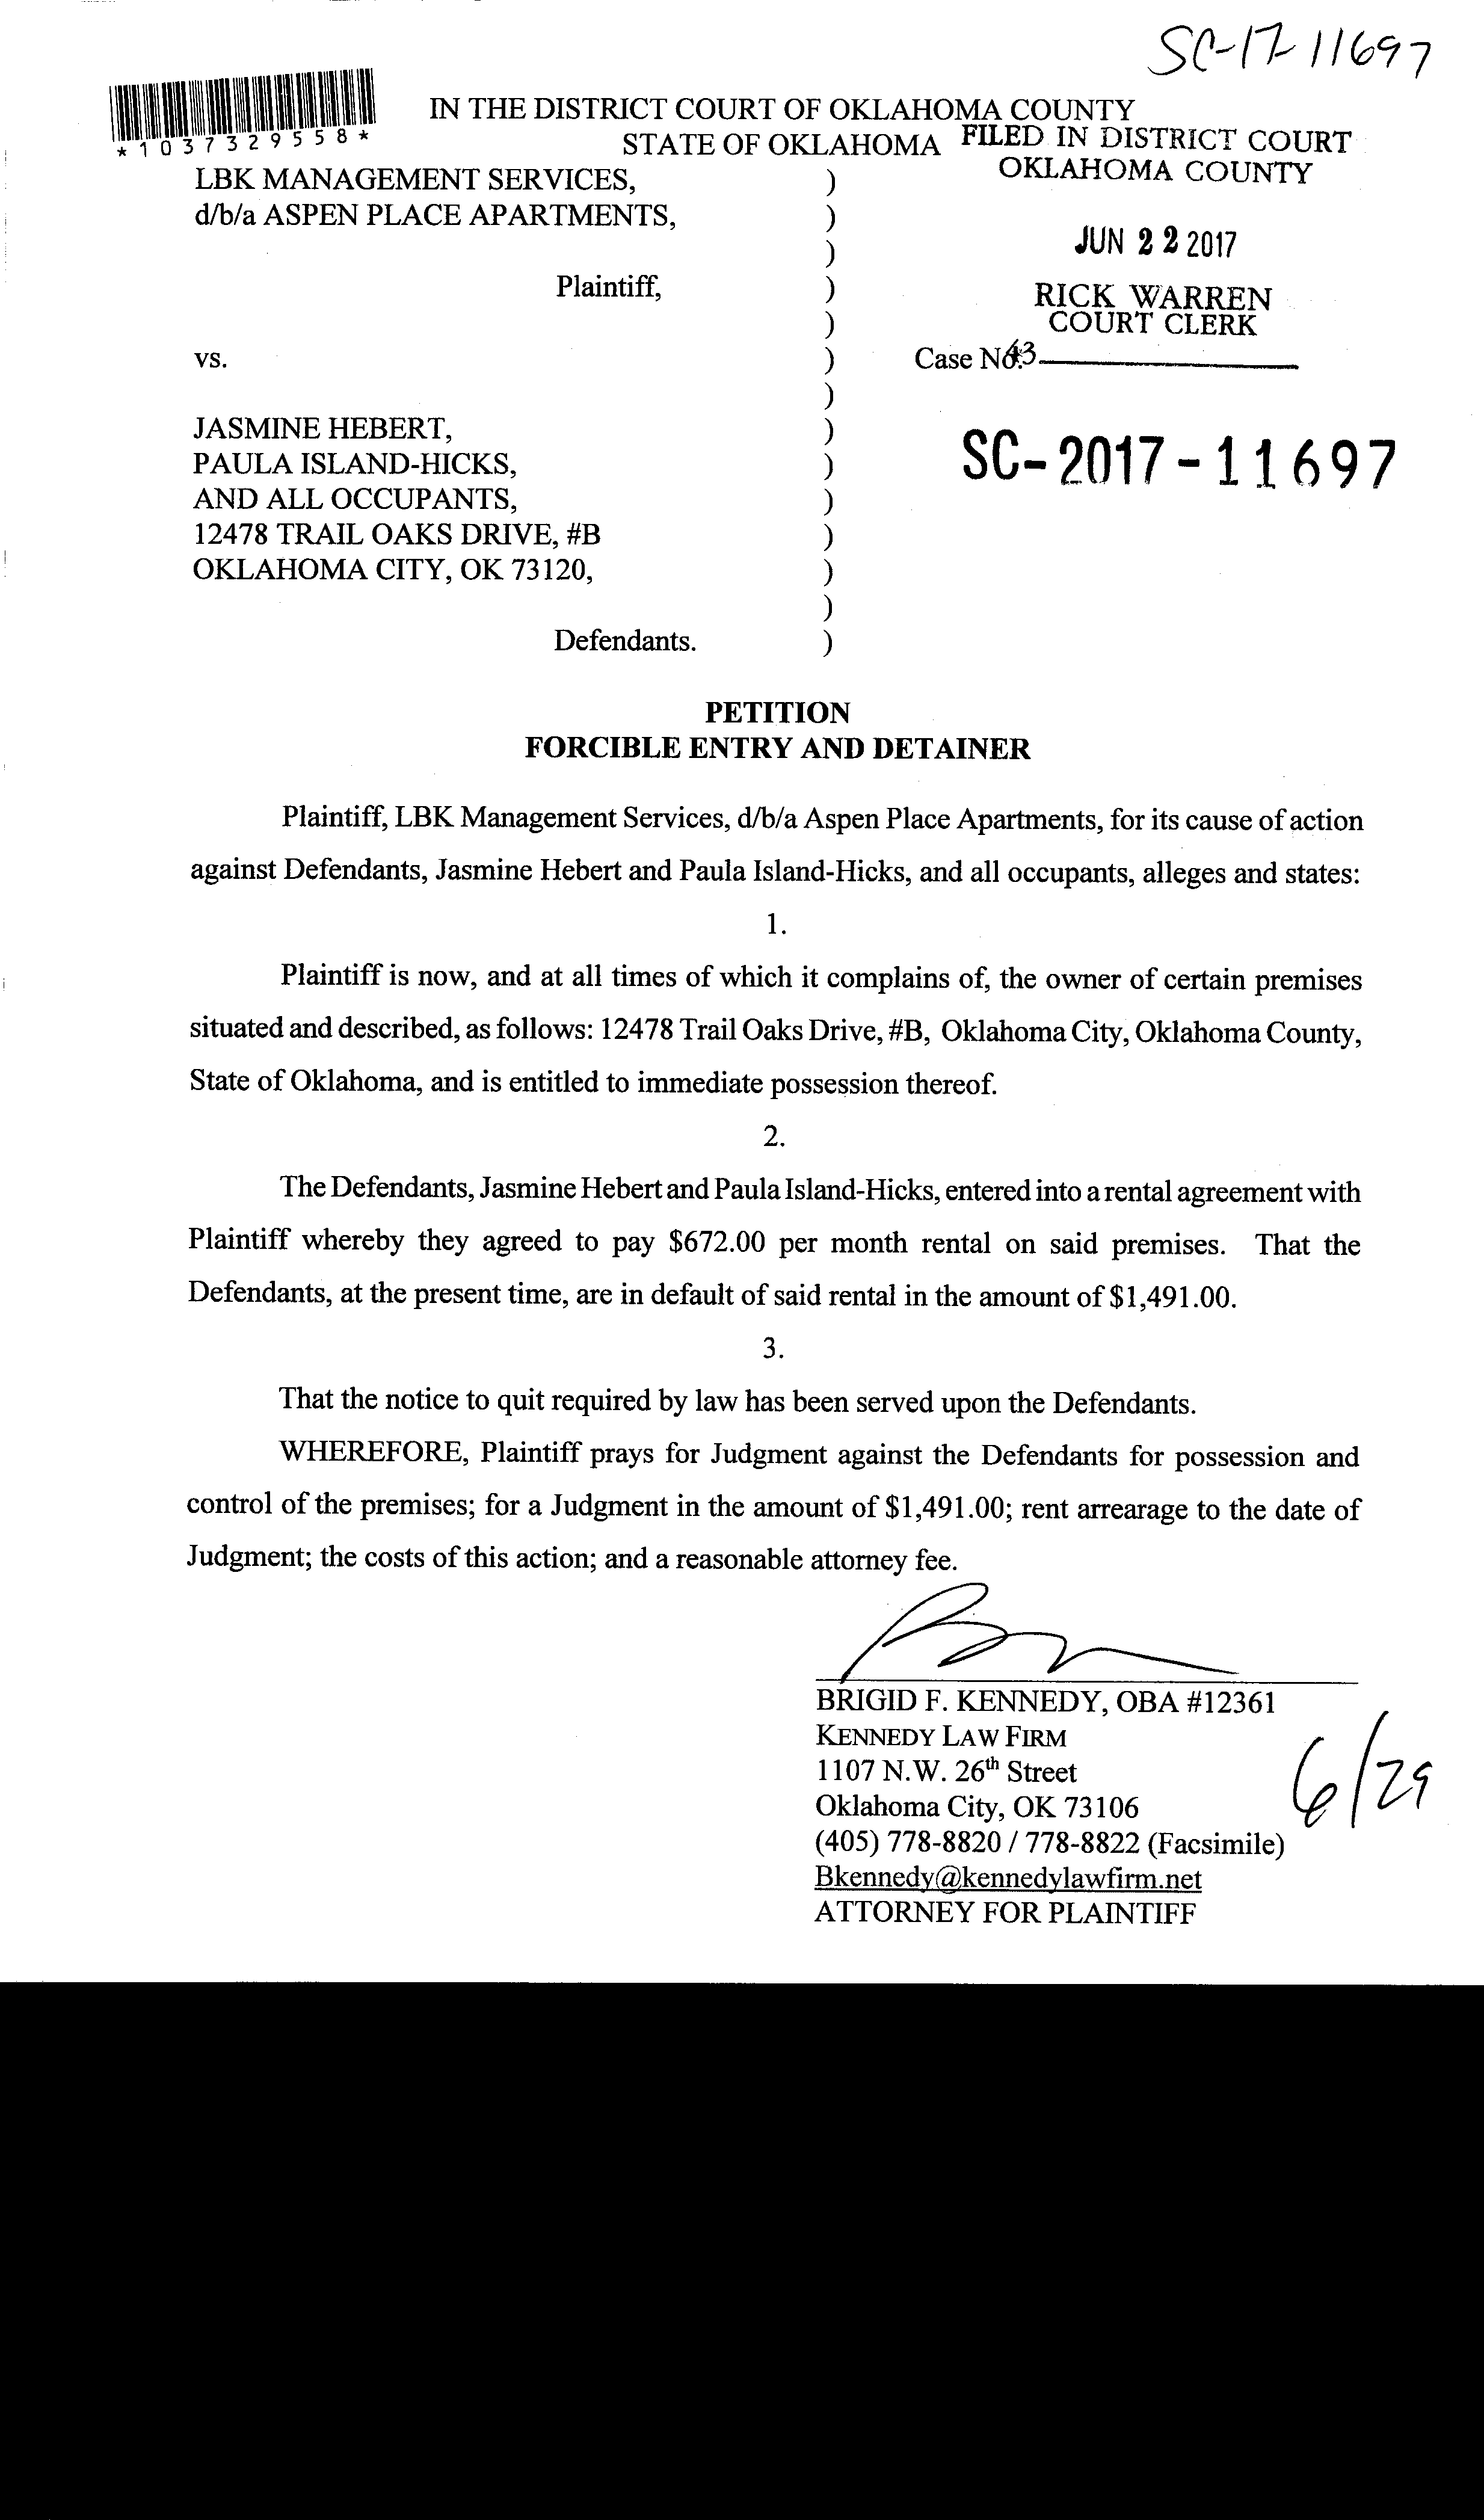 SC-17-11697
*1037329558*
IN THE DISTRICT COURT OF OKLAHOMA COUNTY
STATE OF OKLAHOMA
FILED IN DISTRICT COURT
OKLAHOMA COUNTY
LBK MANAGEMENT SERVICES, )
d/b/a ASPEN PLACE APARTMENTS, )
)
JUN 22 2017
Plaintiff, )
RICK WARREN
COURT CLERK
)
vs. ) Case No. 43
)
JASMINE HEBERT, )
SC-2017-11697
PAULA ISLAND-HICKS, )
AND ALL OCCUPANTS, )
12478 TRAIL OAKS DRIVE, #B )
OKLAHOMA CITY, OK 73120, )
)
Defendants. )
PETITION
FORCIBLE ENTRY AND DETAINER
Plaintiff, LBK Management Services, d/b/a Aspen Place Apartments, for its cause of action
against Defendants, Jasmine Hebert and Paula Island-Hicks, and all occupants, alleges and states:
1.
Plaintiff is now, and at all times of which it complains of, the owner of certain premises
situated and described, as follows: 12478 Trail Oaks Drive, #B, Oklahoma City, Oklahoma County,
State of Oklahoma, and is entitled to immediate possession thereof.
2.
The Defendants, Jasmine Hebert and Paula Island-Hicks, entered into a rental agreement with
Plaintiff whereby they agreed to pay $672.00 per month rental on said premises. That the
Defendants, at the present time, are in default of said rental in the amount of $1,491.00.
3.
That the notice to quit required by law has been served upon the Defendants.
WHEREFORE, Plaintiff prays for Judgment against the Defendants for possession and
control of the premises; for a Judgment in the amount of $1,491.00; rent arrearage to the date of
Judgment; the costs of this action; and a reasonable attorney fee.
BRIGID F. KENNEDY, OBA #12361
KENNEDY LAW FIRM
1107 N.W. 26th Street
Oklahoma City, OK 73106
(405) 778-8820 / 778-8822 (Facsimile)
Bkennedy@kennedylawfirm.net
ATTORNEY FOR PLAINTIFF
6/29